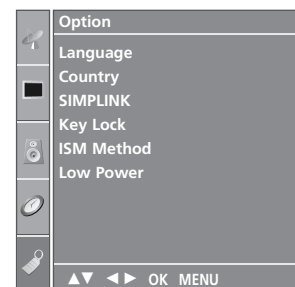 Option
Language
Country
SIMPLINK
Key Lock
ISM Method
Low Power
▲▼ ◄► OK MENU